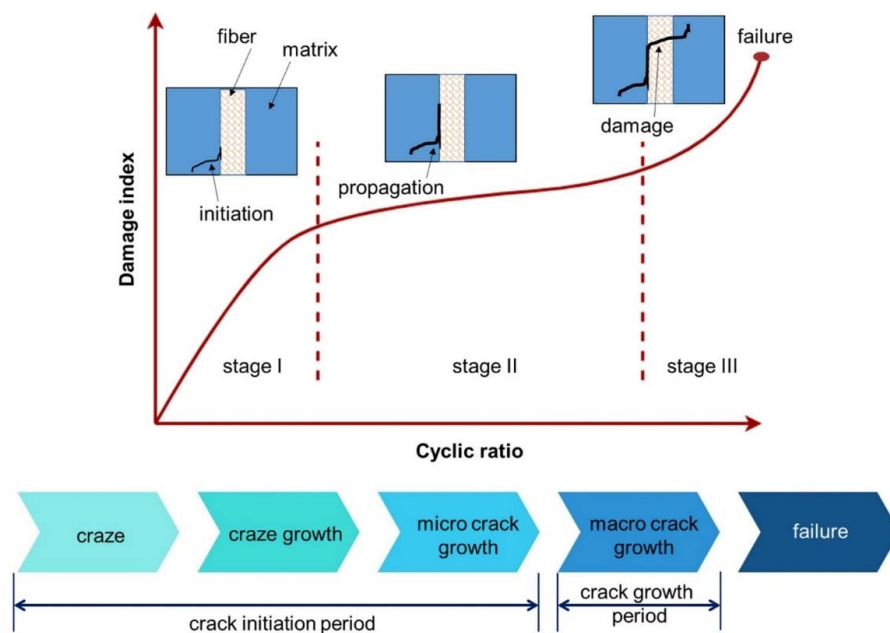 fiber
matrix
initiation
propagation
damage
failure
Damage index
stage I
stage II
stage III
Cyclic ratio
craze
craze growth
micro crack
growth
macro crack
growth
failure
crack initiation period
crack growth
period